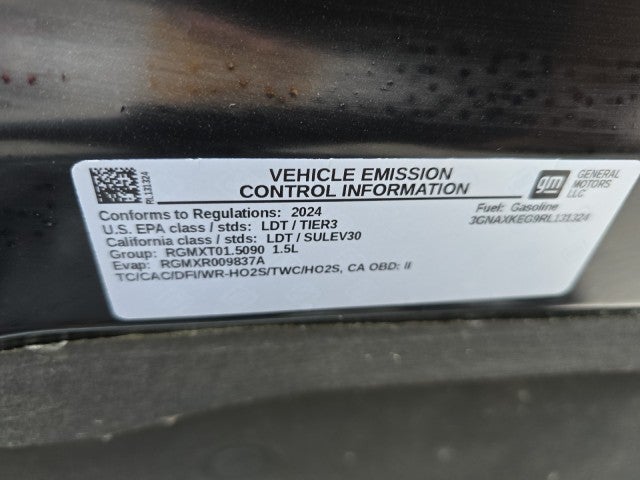 RL131324
VEHICLE EMISSION
CONTROL INFORMATION
gm GENERAL
MOTORS
LLC
Conforms to Regulations: 2024
U.S. EPA class / stds: LDT / TIER3
California class / stds: LDT / SULEV30
Group: RGMXT01.5090 1.5L
Evap: RGMXR009837A
TC/CAC/DFI/WR-HO2S/TWC/HO2S, CA OBD: II
Fuel: Gasoline
3GNAXKEG9RL131324